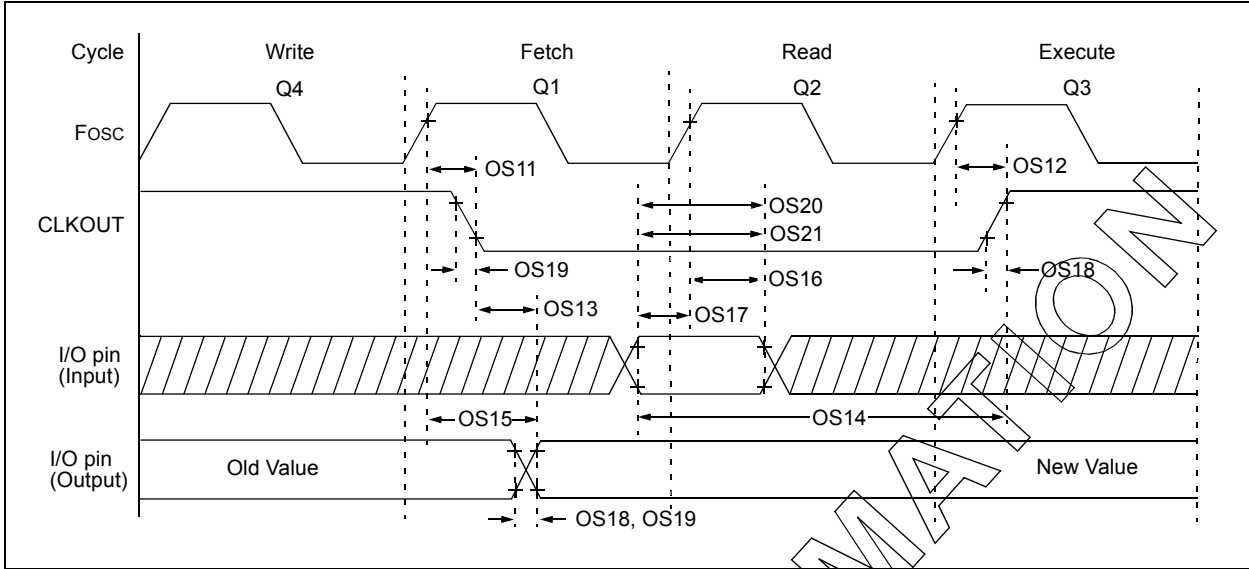 Cycle Write Fetch Read Execute
Q4 Q1 Q2 Q3
FOSC
OS11 OS12
CLKOUT
OS20
OS21
OS19 OS16 OS18
OS13 OS17
I/O pin
(Input)
OS15 OS14
I/O pin
(Output)
Old Value New Value
OS18, OS19
MATION